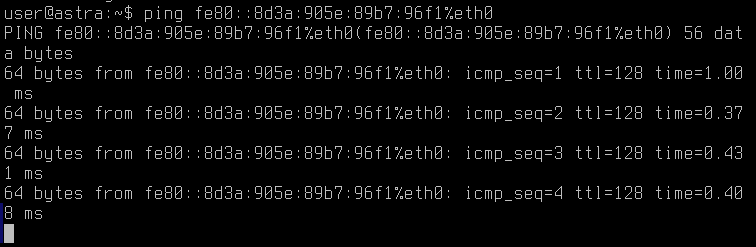 user@astra:~$ ping fe80::8d3a:905e:89b7:96f1%eth0
PING fe80::8d3a:905e:89b7:96f1%eth0(fe80::8d3a:905e:89b7:96f1%eth0) 56 dat
a bytes
64 bytes from fe80::8d3a:905e:89b7:96f1%eth0: icmp_seq=1 ttl=128 time=1.00
 ms
64 bytes from fe80::8d3a:905e:89b7:96f1%eth0: icmp_seq=2 ttl=128 time=0.37
7 ms
64 bytes from fe80::8d3a:905e:89b7:96f1%eth0: icmp_seq=3 ttl=128 time=0.43
1 ms
64 bytes from fe80::8d3a:905e:89b7:96f1%eth0: icmp_seq=4 ttl=128 time=0.40
8 ms